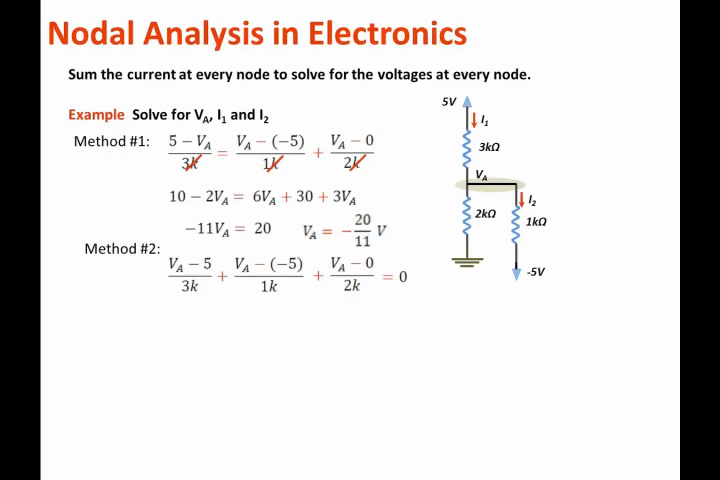 Nodal Analysis in Electronics
Sum the current at every node to solve for the voltages at every node.
Example Solve for V_A, I_1 and I_2
Method #1: (5 − V_A)/3k = (V_A − (−5))/1k + (V_A − 0)/2k
10 − 2V_A = 6V_A + 30 + 3V_A
−11V_A = 20 V_A = −20/11 V
Method #2:
(V_A − 5)/3k + (V_A − (−5))/1k + (V_A − 0)/2k = 0
5V
I_1
3kΩ
V_A
I_2
2kΩ
1kΩ
-5V